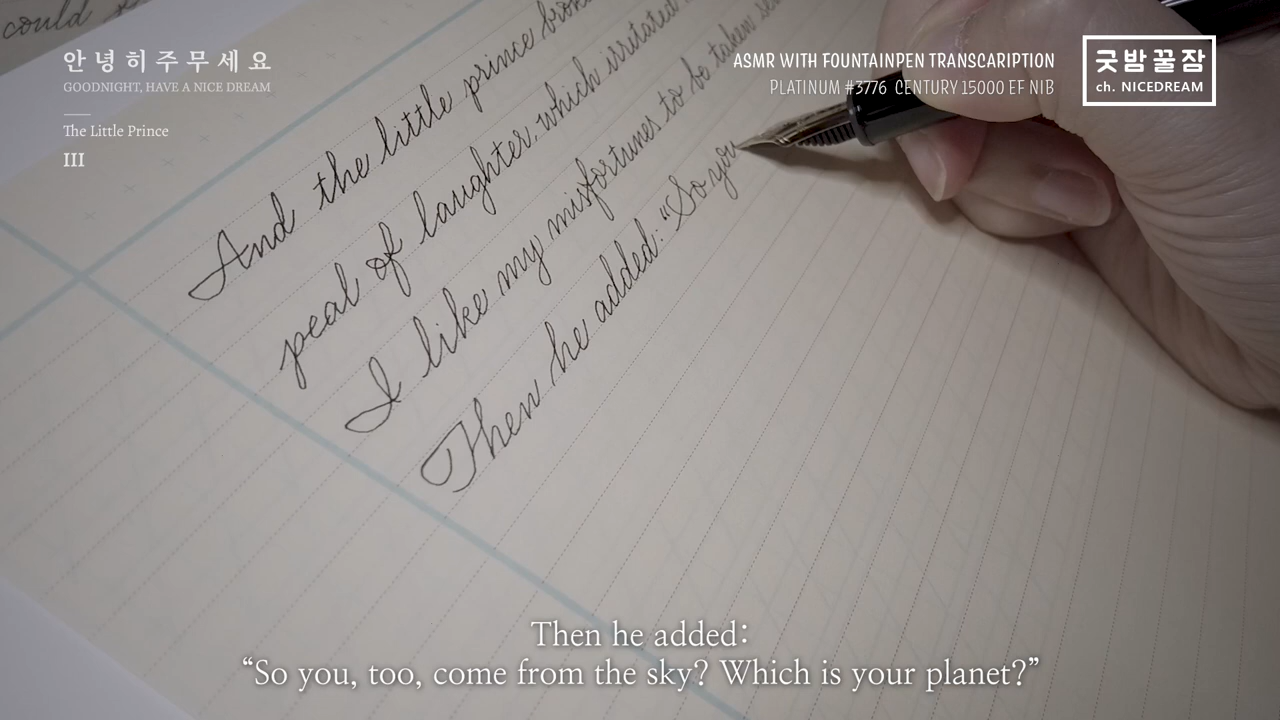 could
안녕히주무세요
GOODNIGHT, HAVE A NICE DREAM
The Little Prince
III
ASMR WITH FOUNTAINPEN TRANSCARIPTION
PLATINUM #3776 CENTURY 15000 EF NIB
굿밤꿀잠
ch. NICEDREAM
And the little prince
peal of laughter, which irritated
I like my misfortunes to be taken
Then he added: “So you
Then he added:
“So you, too, come from the sky? Which is your planet?”